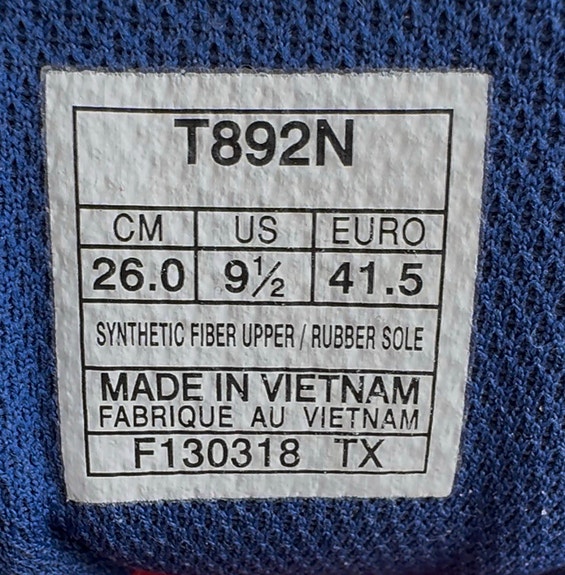 T892N
CM US EURO
26.0 9½ 41.5
SYNTHETIC FIBER UPPER / RUBBER SOLE
MADE IN VIETNAM
FABRIQUE AU VIETNAM
F130318 TX